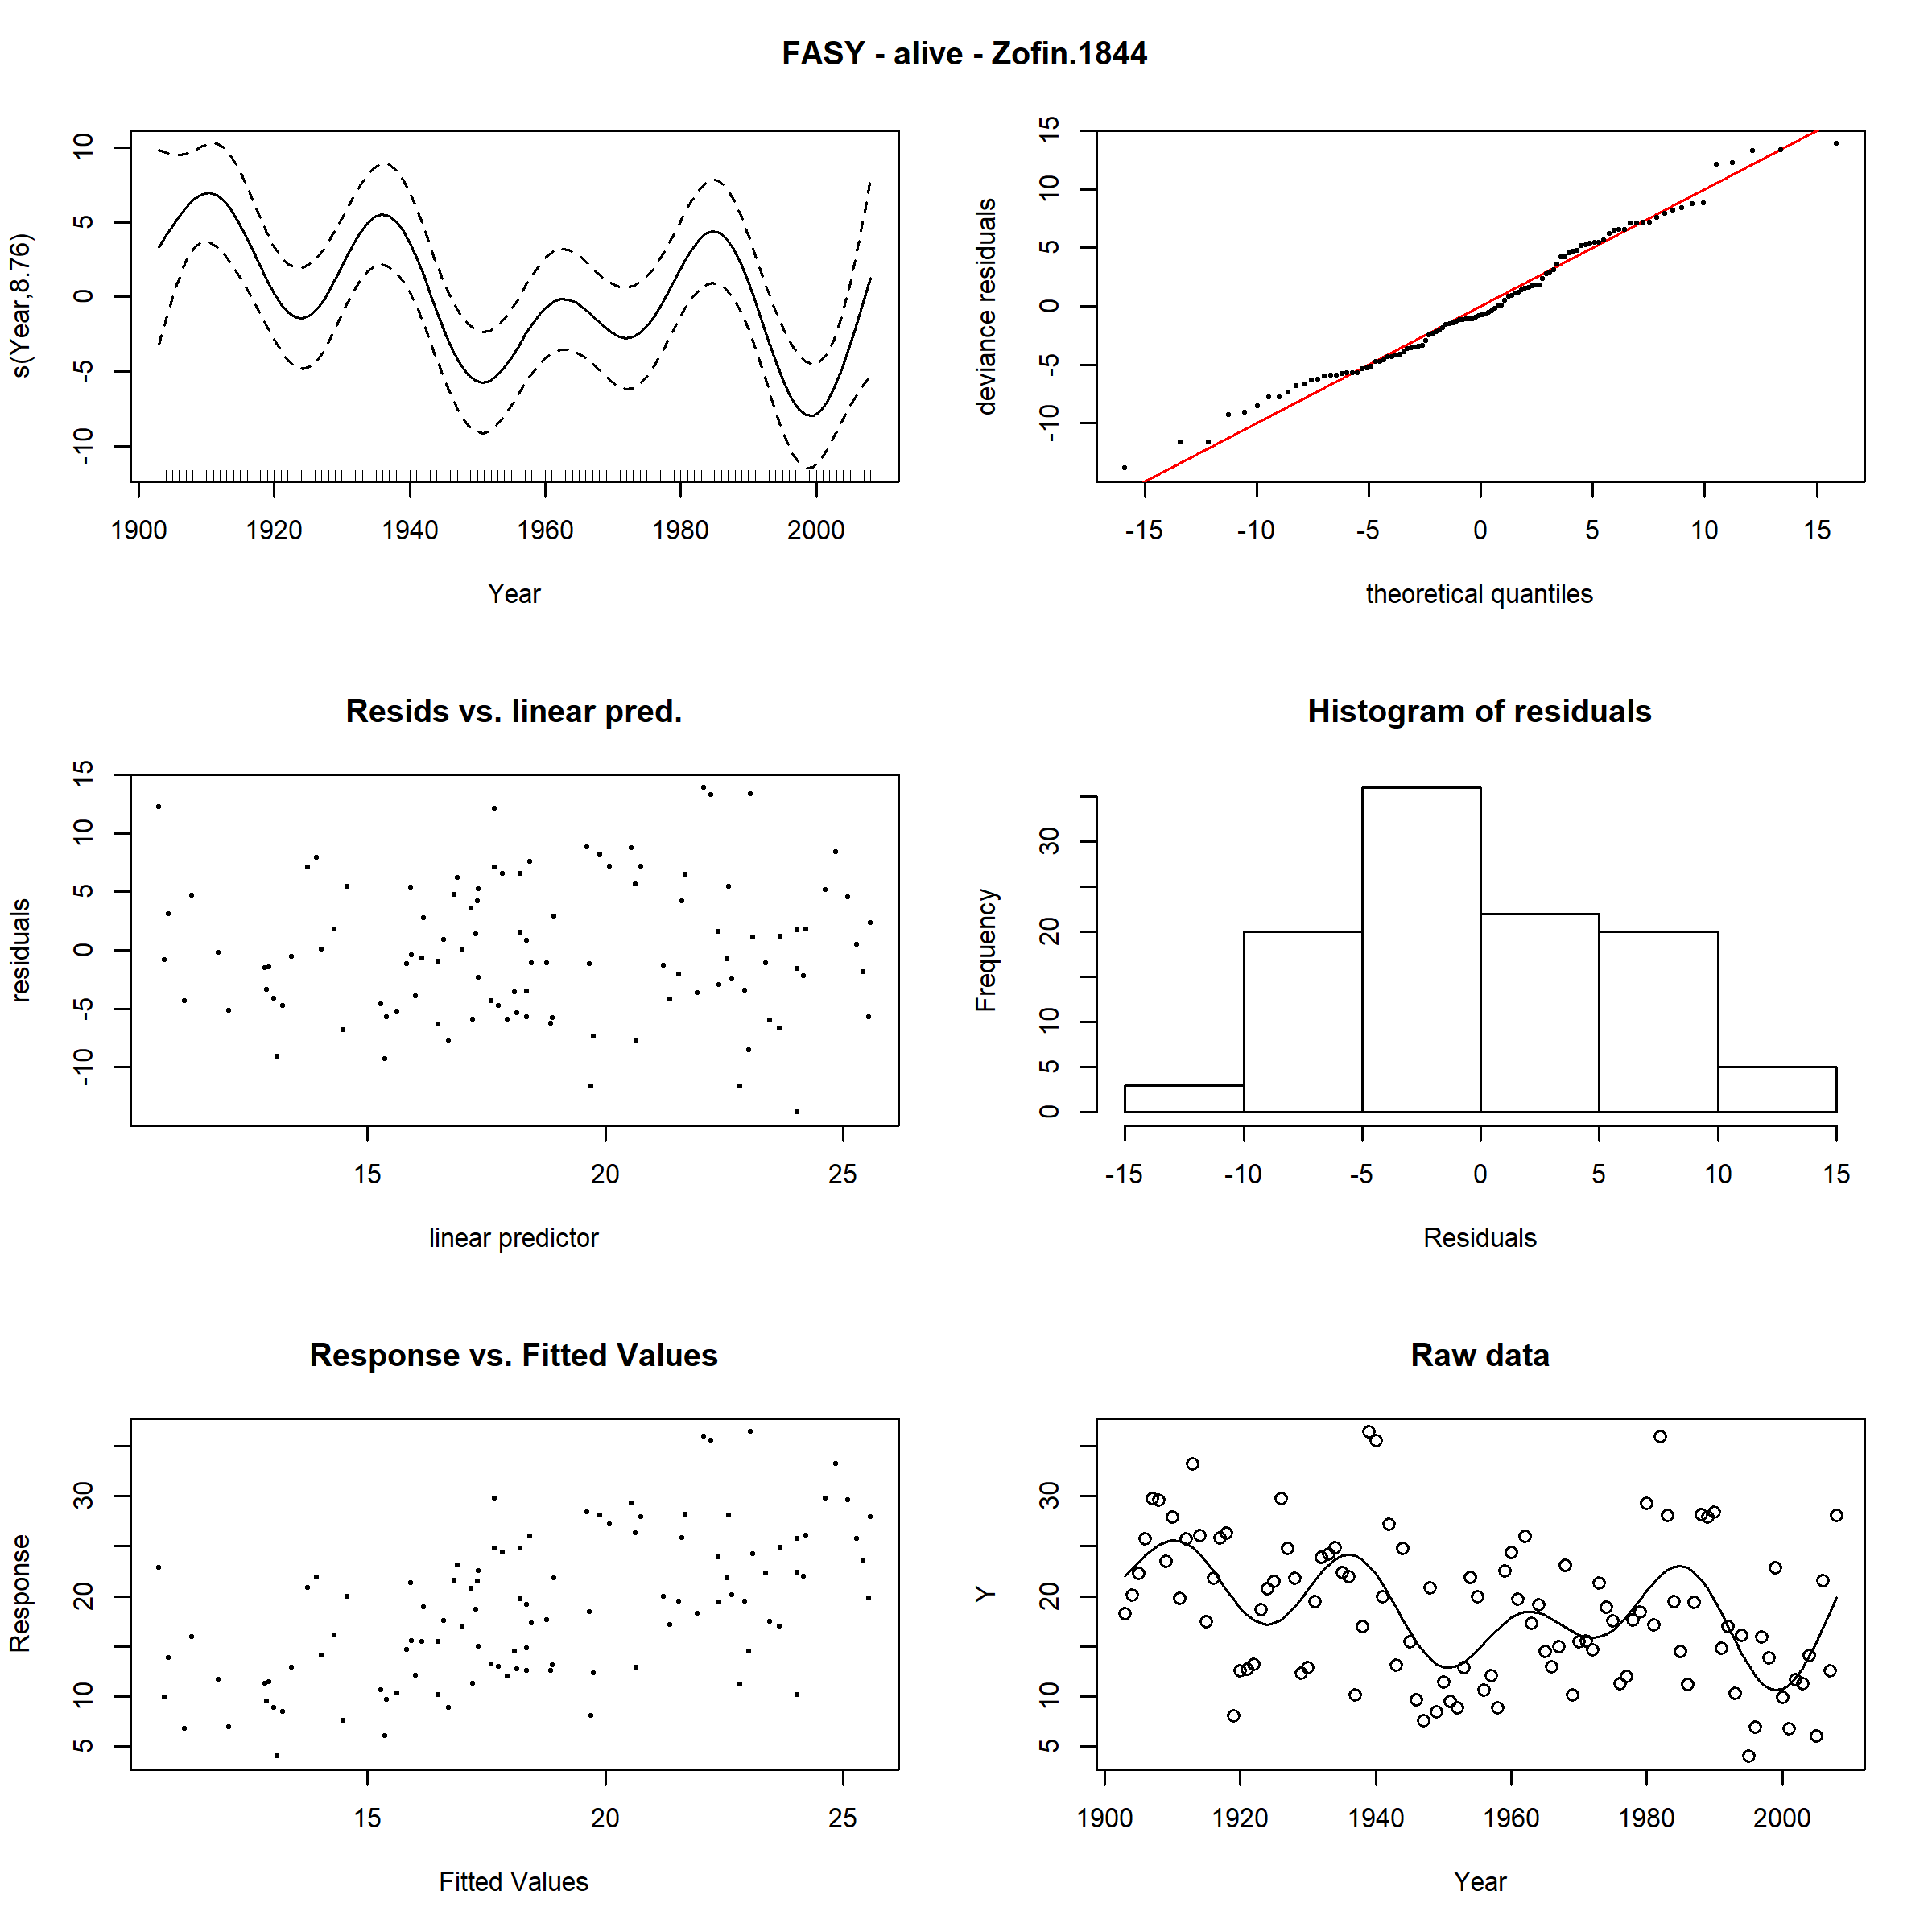 FASY - alive - Zofin.1844
s(Year,8.76)
10
5
0
-5
-10
1900 1920 1940 1960 1980 2000
Year
deviance residuals
15
10
5
0
-5
-10
-15 -10 -5 0 5 10 15
theoretical quantiles
Resids vs. linear pred.
residuals
15
10
5
0
-5
-10
15 20 25
linear predictor
Histogram of residuals
Frequency
30
20
10
5
0
-15 -10 -5 0 5 10 15
Residuals
Response vs. Fitted Values
Response
30
20
10
5
15 20 25
Fitted Values
Raw data
Y
30
20
10
5
1900 1920 1940 1960 1980 2000
Year